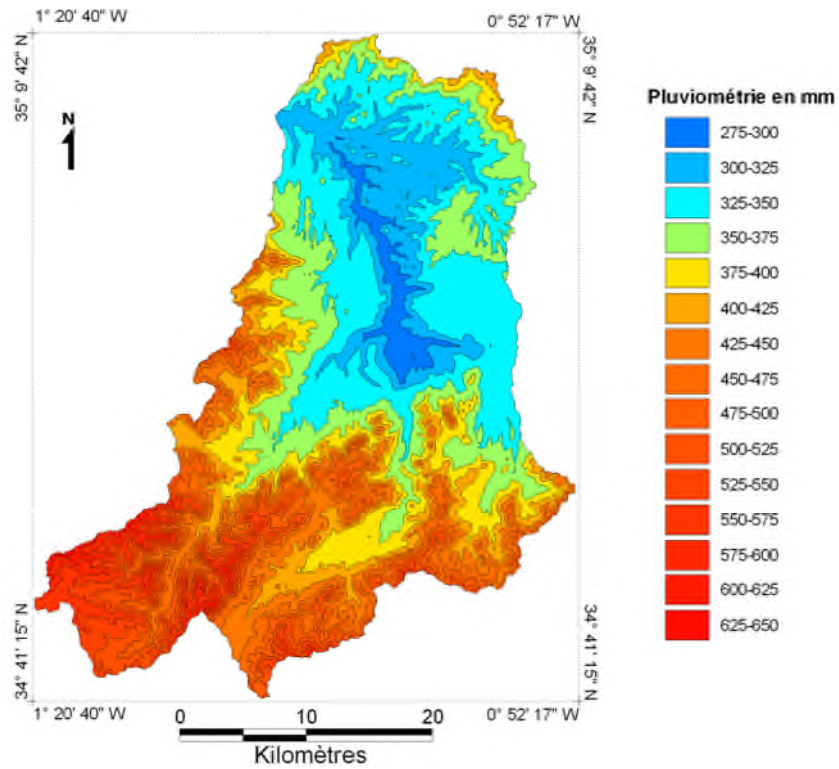 1° 20' 40" W
0° 52' 17" W
35° 9' 42" N
35° 9' 42" N
N
Pluviométrie en mm
275-300
300-325
325-350
350-375
375-400
400-425
425-450
450-475
475-500
500-525
525-550
550-575
575-600
600-625
625-650
34° 41' 15" N
34° 41' 15" N
1° 20' 40" W
0° 52' 17" W
0 10 20
Kilomètres